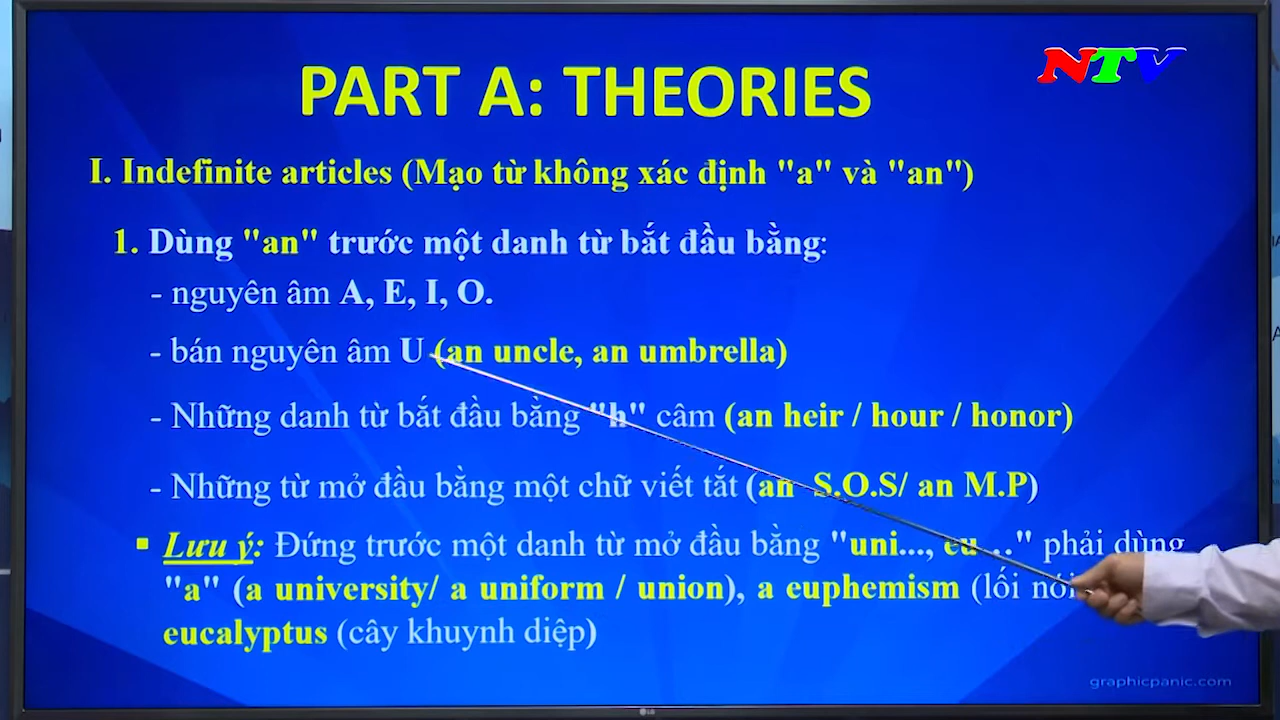 NTV
PART A: THEORIES
I. Indefinite articles (Mạo từ không xác định "a" và "an")
1. Dùng "an" trước một danh từ bắt đầu bằng:
- nguyên âm A, E, I, O.
- bán nguyên âm U (an uncle, an umbrella)
- Những danh từ bắt đầu bằng "h" câm (an heir / hour / honor)
- Những từ mở đầu bằng một chữ viết tắt (an S.O.S/ an M.P)
▪ Lưu ý: Đứng trước một danh từ mở đầu bằng "uni..., eu ..." phải dùng
"a" (a university/ a uniform / union), a euphemism (lối nói
eucalyptus (cây khuynh diệp)
graphicpanic.com
LG